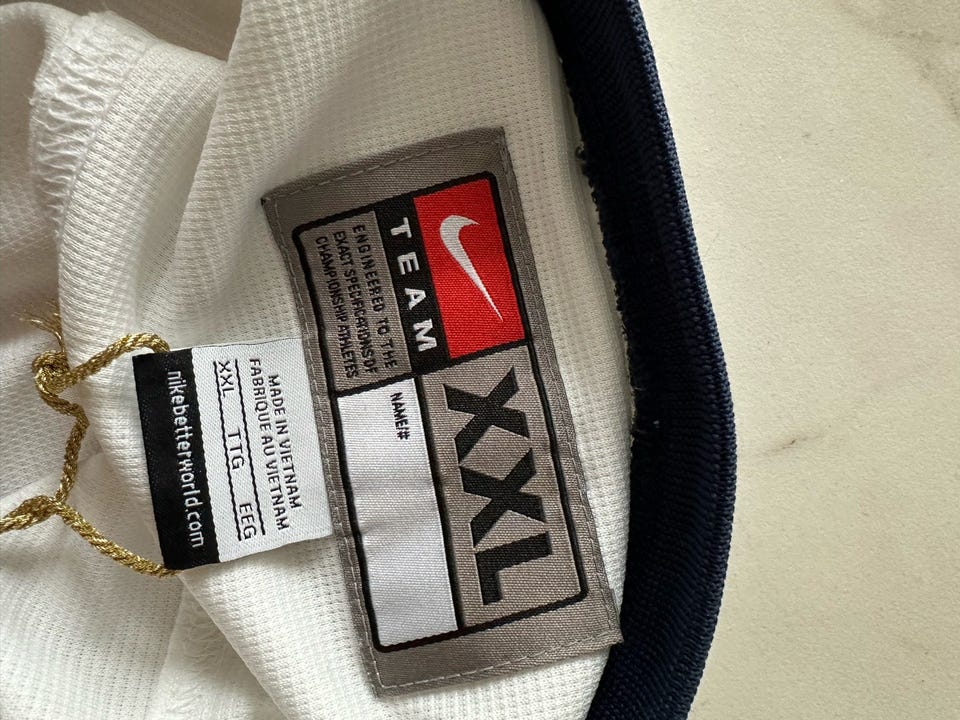 TEAM
ENGINEERED TO THE
EXACT SPECIFICATIONS OF
CHAMPIONSHIP ATHLETES
XXL
NAME/#
MADE IN VIETNAM
FABRIQUE AU VIETNAM
XXL TTG EEG
nikebetterworld.com